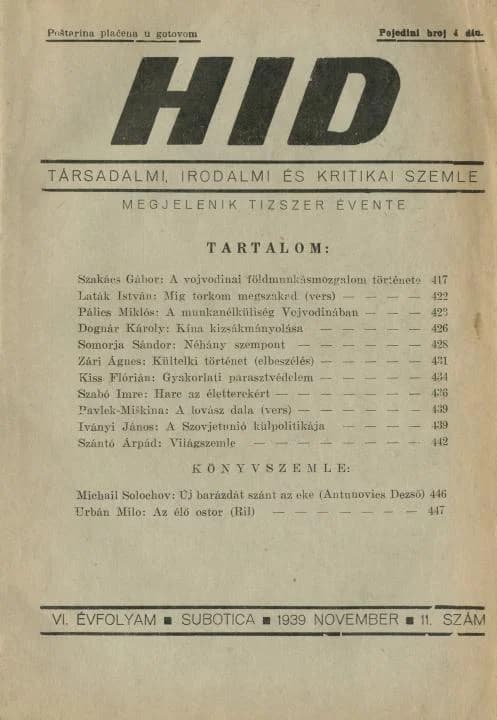 Poštarina plaćena u gotovom
Pojedini broj 4 din.
HID
TÁRSADALMI, IRODALMI ÉS KRITIKAI SZEMLE
MEGJELENIK TIZSZER ÉVENTE
TARTALOM:
Szakács Gábor: A vojvodinai földmunkásmozgalom története 417
Laták István: Míg torkom megszakad (vers) — — — — 422
Pálics Miklós: A munkanélküliség Vojvodinában — — — 423
Dognár Károly: Kína kizsákmányolása — — — — — 426
Somorja Sándor: Néhány szempont — — — — — — 428
Zári Ágnes: Kültelki történet (elbeszélés) — — — — — 431
Kiss Flórián: Gyakorlati parasztvédelem — — — — — 434
Szabó Imre: Harc az életterekért — — — — — — — 436
Pavlek-Miškina: A lovász dala (vers) — — — — — — 439
Iványi János: A Szovjetunió külpolitikája — — — — 439
Szántó Árpád: Világszemle — — — — — — — — 442
KÖNYVSZEMLE:
Michail Solochov: Új barázdát szánt az eke (Antunovics Dezső) 446
Urbán Milo: Az élő ostor (Ril) — — — — — — — 447
VI. ÉVFOLYAM ■ SUBOTICA ■ 1939 NOVEMBER ■ 11. SZÁM